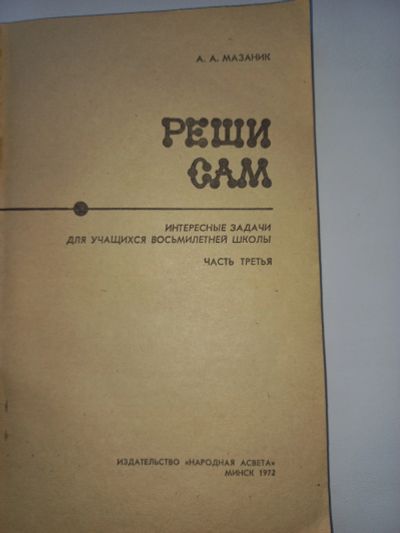 А. А. МАЗАНИК
РЕШИ
САМ
ИНТЕРЕСНЫЕ ЗАДАЧИ
ДЛЯ УЧАЩИХСЯ ВОСЬМИЛЕТНЕЙ ШКОЛЫ
ЧАСТЬ ТРЕТЬЯ
ИЗДАТЕЛЬСТВО «НАРОДНАЯ АСВЕТА»
МИНСК 1972